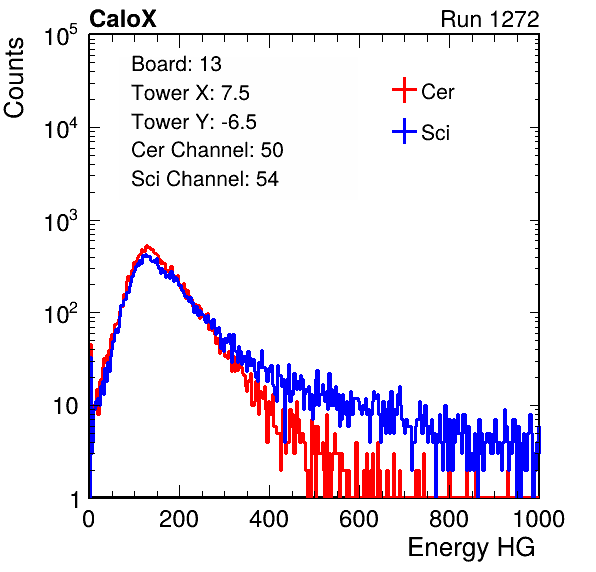 CaloX Run 1272
Counts
10^5
10^4
10^3
10^2
10
1
Board: 13
Tower X: 7.5
Tower Y: -6.5
Cer Channel: 50
Sci Channel: 54
Cer
Sci
0 200 400 600 800 1000
Energy HG